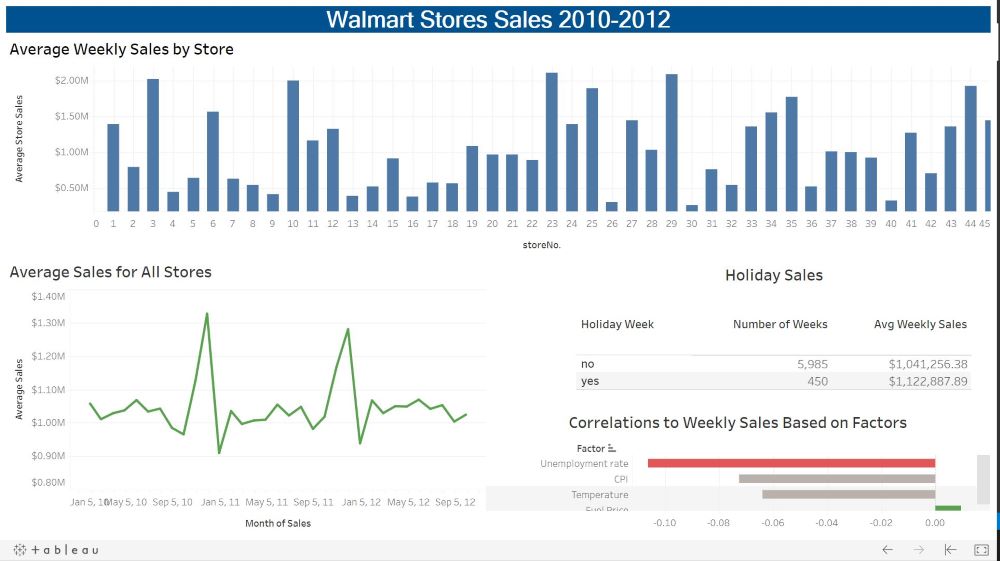 Walmart Stores Sales 2010-2012
Average Weekly Sales by Store
Average Store Sales
$2.00M
$1.50M
$1.00M
$0.50M
0 1 2 3 4 5 6 7 8 9 10 11 12 13 14 15 16 17 18 19 20 21 22 23 24 25 26 27 28 29 30 31 32 33 34 35 36 37 38 39 40 41 42 43 44 45
storeNo.
Average Sales for All Stores
Average Sales
$1.40M
$1.30M
$1.20M
$1.10M
$1.00M
$0.90M
$0.80M
Jan 5, 10 May 5, 10 Sep 5, 10 Jan 5, 11 May 5, 11 Sep 5, 11 Jan 5, 12 May 5, 12 Sep 5, 12
Month of Sales
Holiday Sales
Holiday Week Number of Weeks Avg Weekly Sales
no 5,985 $1,041,256.38
yes 450 $1,122,887.89
Correlations to Weekly Sales Based on Factors
Factor
Unemployment rate
CPI
Temperature
Fuel Price
-0.10 -0.08 -0.06 -0.04 -0.02 0.00
+ableau